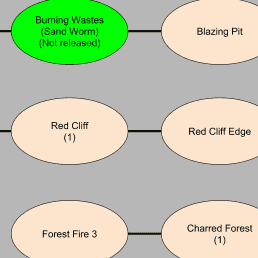 Burning Wastes
(Sand Worm)
(Not released)
Blazing Pit
Red Cliff
(1)
Red Cliff Edge
Forest Fire 3
Charred Forest
(1)